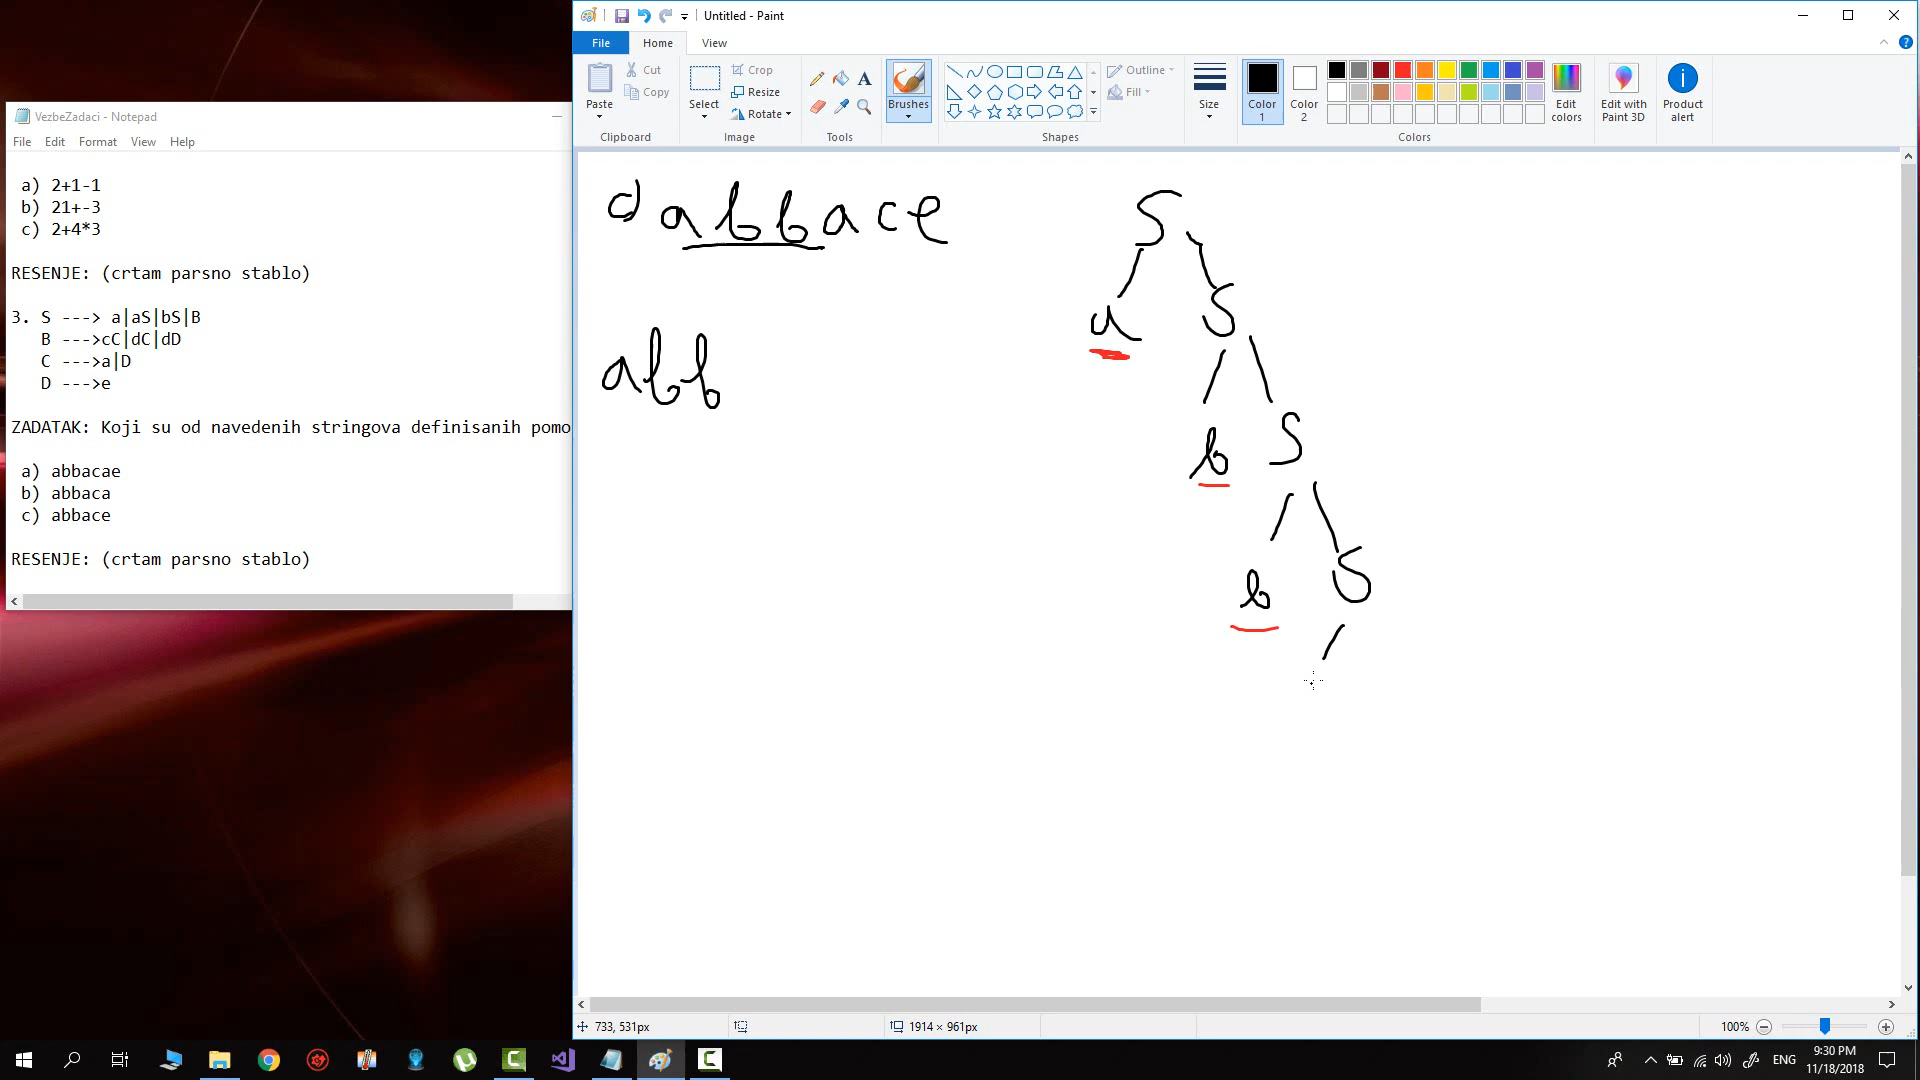 VezbeZadaci - Notepad
File Edit Format View Help
a) 2+1-1
b) 21+-3
c) 2+4*3
RESENJE: (crtam parsno stablo)
3. S ---> a|aS|bS|B
B --->cC|dC|dD
C --->a|D
D --->e
ZADATAK: Koji su od navedenih stringova definisanih pomo
a) abbacae
b) abbaca
c) abbace
RESENJE: (crtam parsno stablo)
Untitled - Paint
File Home View
Paste
Cut
Copy
Clipboard
Select
Crop
Resize
Rotate
Image
A
Tools
Brushes
Shapes
Outline
Fill
Size
Color 1
Color 2
Edit colors
Colors
Edit with Paint 3D
Product alert
abbace
abb
S
a S
b S
b S
733, 531px
1914 × 961px
100%
ENG
9:30 PM
11/18/2018